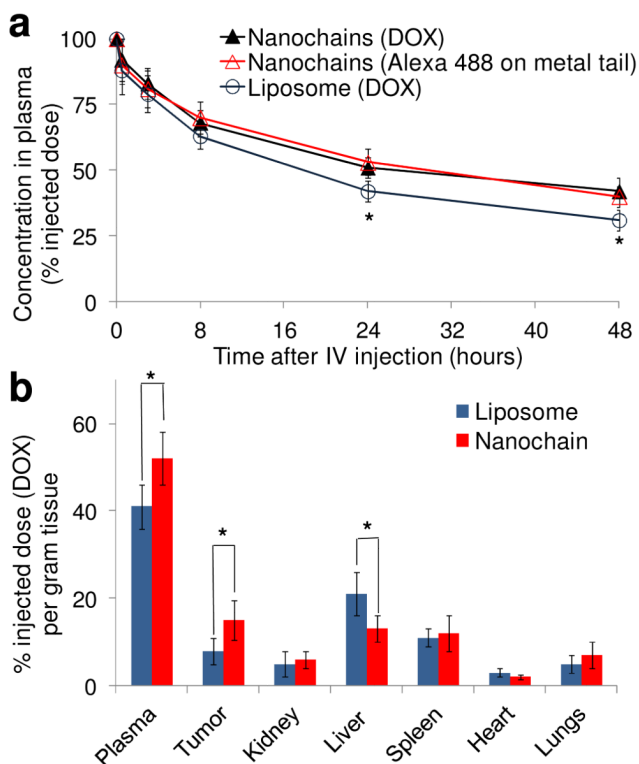 a
Nanochains (DOX)
Nanochains (Alexa 488 on metal tail)
Liposome (DOX)
Concentration in plasma
(% injected dose)
100
75
50
25
0
*
*
0 8 16 24 32 40 48
Time after IV injection (hours)
b
Liposome
Nanochain
% injected dose (DOX)
per gram tissue
60
40
20
0
*
*
*
Plasma
Tumor
Kidney
Liver
Spleen
Heart
Lungs